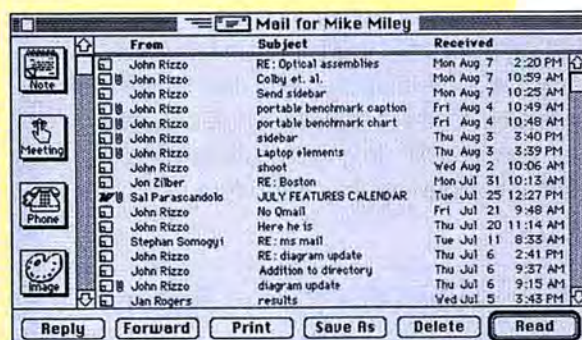 Mail for Mike Miley
From Subject Received
John Rizzo RE: Optical assemblies Mon Aug 7 2:20 PM
John Rizzo Colby et. al. Mon Aug 7 10:59 AM
John Rizzo Send sidebar Mon Aug 7 10:25 AM
John Rizzo portable benchmark caption Fri Aug 4 10:49 AM
John Rizzo portable benchmark chart Fri Aug 4 10:48 AM
John Rizzo sidebar Thu Aug 3 3:40 PM
John Rizzo Laptop elements Thu Aug 3 3:39 PM
John Rizzo shoot Wed Aug 2 10:06 AM
Jon Zilber RE: Boston Mon Jul 31 10:13 AM
Sal Parascandolo JULY FEATURES CALENDAR Tue Jul 25 12:27 PM
John Rizzo No Qmail Fri Jul 21 9:48 AM
John Rizzo Here he is Thu Jul 20 11:14 AM
Stephan Somogyi RE: ms mail Tue Jul 11 8:33 AM
John Rizzo RE: diagram update Thu Jul 6 2:41 PM
John Rizzo Addition to directory Thu Jul 6 9:37 AM
John Rizzo diagram update Thu Jul 6 9:15 AM
Jan Rogers results Wed Jul 5 3:43 PM
Note
Meeting
Phone
Image
Reply Forward Print Save As Delete Read